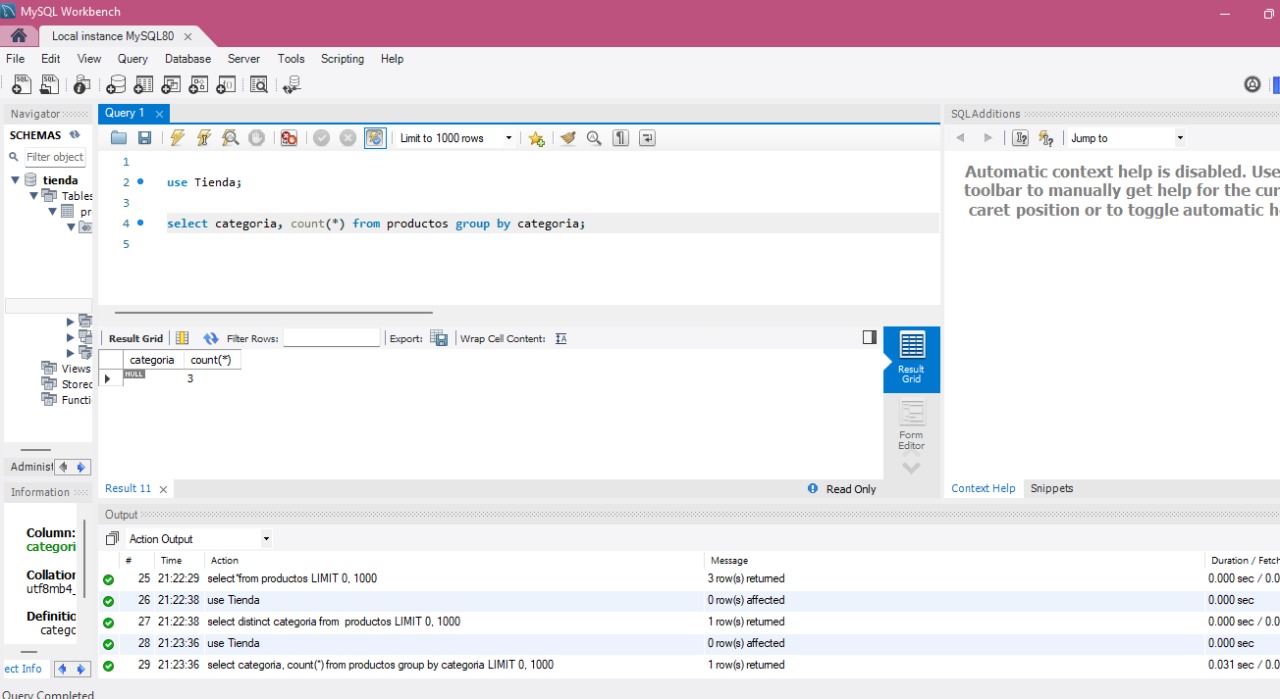 MySQL Workbench
Local instance MySQL80
File Edit View Query Database Server Tools Scripting Help
Navigator
SCHEMAS
Filter object
tienda
Tables
pr
Views
Stored
Functi
Administ
Information
Column:
categori
Collation
utf8mb4_
Definitio
catego
ect Info
Query Completed
Query 1
Limit to 1000 rows
1
2 use Tienda;
3
4 select categoria, count(*) from productos group by categoria;
5
Result Grid Filter Rows: Export: Wrap Cell Content:
categoria count(*)
NULL 3
Result Grid
Form Editor
Result 11
Read Only
SQLAdditions
Jump to
Automatic context help is disabled. Use
toolbar to manually get help for the cur
caret position or to toggle automatic h
Context Help Snippets
Output
Action Output
# Time Action Message Duration / Fetch
25 21:22:29 select*from productos LIMIT 0, 1000 3 row(s) returned 0.000 sec / 0.0
26 21:22:38 use Tienda 0 row(s) affected 0.000 sec
27 21:22:38 select distinct categoria from productos LIMIT 0, 1000 1 row(s) returned 0.000 sec / 0.0
28 21:23:36 use Tienda 0 row(s) affected 0.000 sec
29 21:23:36 select categoria, count(*) from productos group by categoria LIMIT 0, 1000 1 row(s) returned 0.031 sec / 0.0